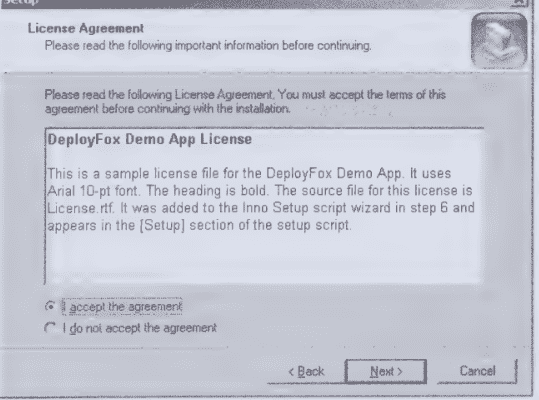 Setup
License Agreement
Please read the following important information before continuing.
Please read the following License Agreement. You must accept the terms of this
agreement before continuing with the installation.
DeployFox Demo App License
This is a sample license file for the DeployFox Demo App. It uses
Arial 10-pt font. The heading is bold. The source file for this license is
License.rtf. It was added to the Inno Setup script wizard in step 6 and
appears in the [Setup] section of the setup script.
I accept the agreement
I do not accept the agreement
< Back Next > Cancel